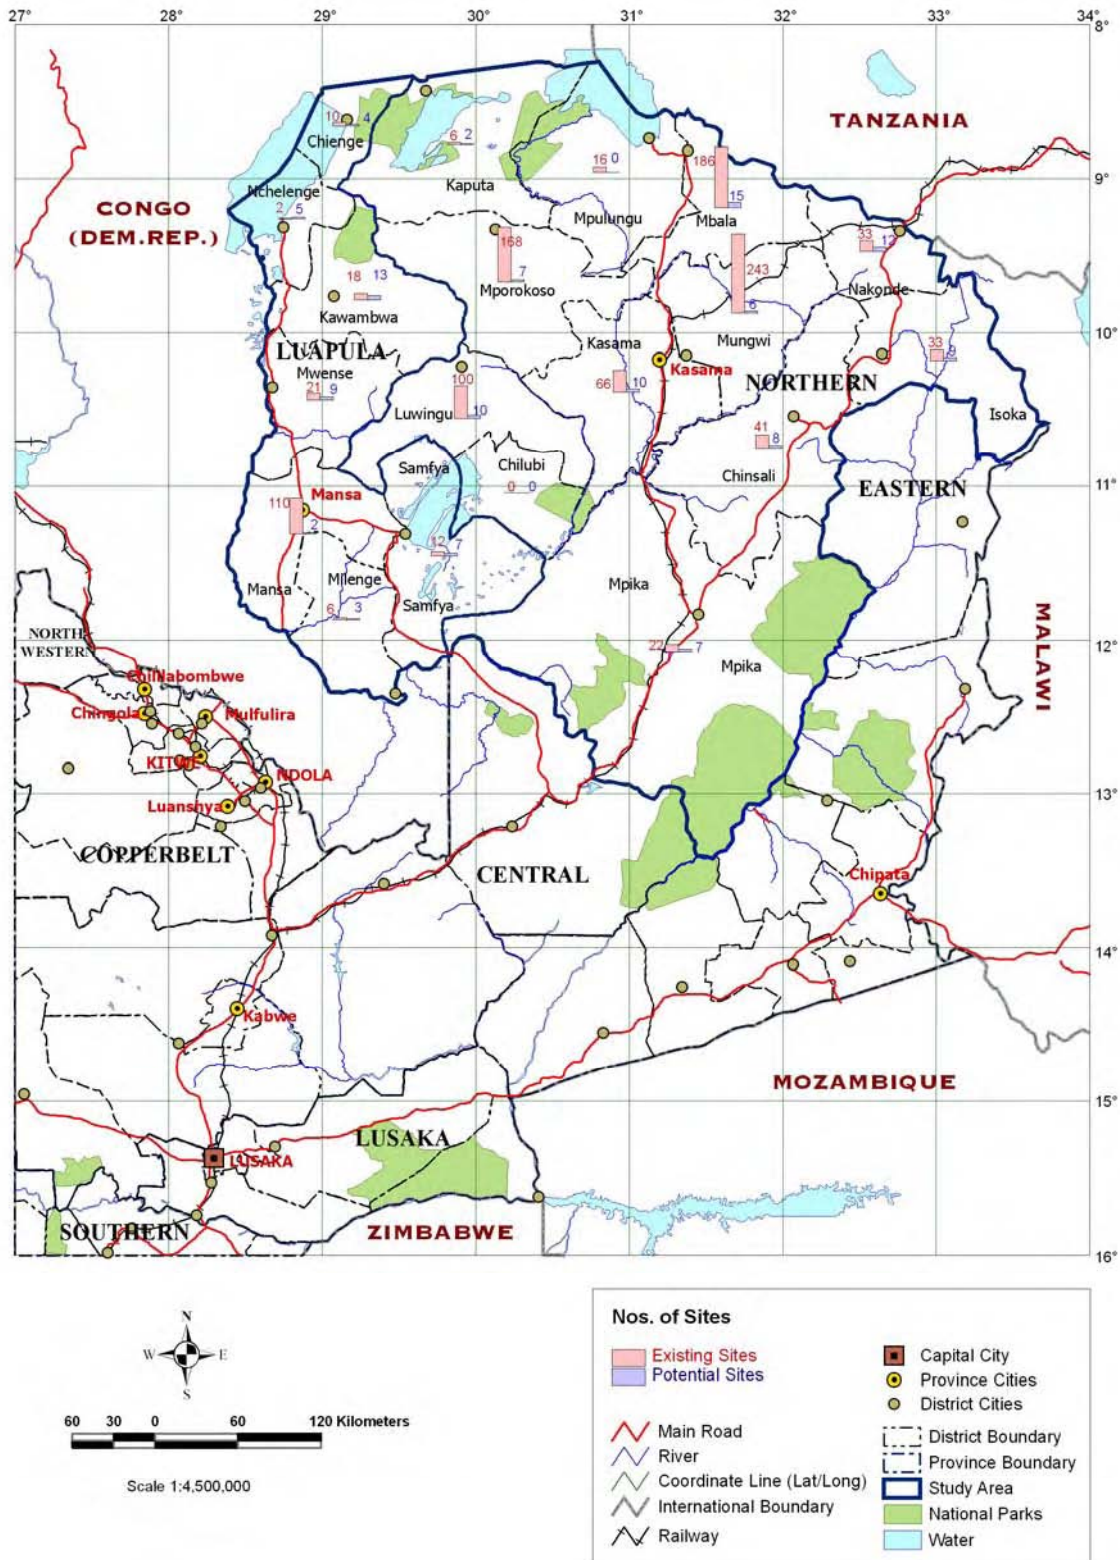 27° 28° 29° 30° 31° 32° 33° 34°
8°
TANZANIA
10 4
Chienge
6 2
186
16 0
9°
Nchelenge
Kaputa
15
CONGO
(DEM.REP.)
2 5
Mpulungu
Mbala
33 12
168
243
18 13
7
Mporokoso
6
Nakonde
Kawambwa
10°
LUAPULA
Kasama
Mungwi
33 9
Kasama
Mwense
21 9
100
66 10
NORTHERN
Luwingu
10
41
8
Isoka
Samfya
Chilubi
Chinsali
EASTERN
11°
Mansa
0 0
110
2
12 7
Mansa
Milenge
Samfya
Mpika
6 3
MALAWI
12°
NORTH-
WESTERN
22 7
Mpika
Chililabombwe
Chingola
Mulfulira
KITWE
NDOLA
13°
Luanshya
COPPERBELT
CENTRAL
Chipata
14°
Kabwe
MOZAMBIQUE
15°
LUSAKA
LUSAKA
SOUTHERN
ZIMBABWE
16°
N
W E
S
60 30 0 60 120 Kilometers
Scale 1:4,500,000
Nos. of Sites
Existing Sites
Potential Sites
Main Road
River
Coordinate Line (Lat/Long)
International Boundary
Railway
Capital City
Province Cities
District Cities
District Boundary
Province Boundary
Study Area
National Parks
Water